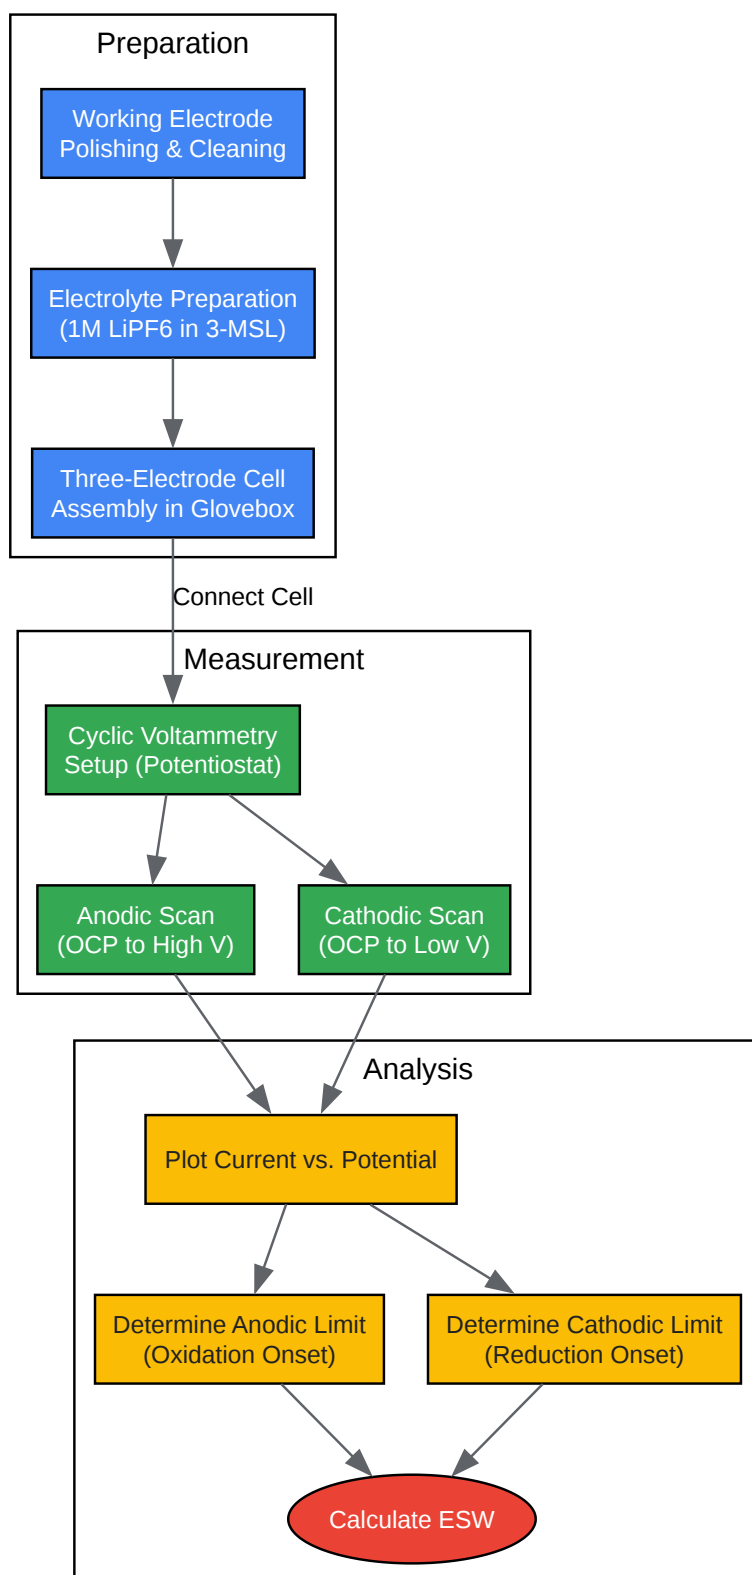 Preparation
Working Electrode
Polishing & Cleaning
Electrolyte Preparation
(1M LiPF6 in 3-MSL)
Three-Electrode Cell
Assembly in Glovebox
Connect Cell
Measurement
Cyclic Voltammetry
Setup (Potentiostat)
Anodic Scan
(OCP to High V)
Cathodic Scan
(OCP to Low V)
Analysis
Plot Current vs. Potential
Determine Anodic Limit
(Oxidation Onset)
Determine Cathodic Limit
(Reduction Onset)
Calculate ESW